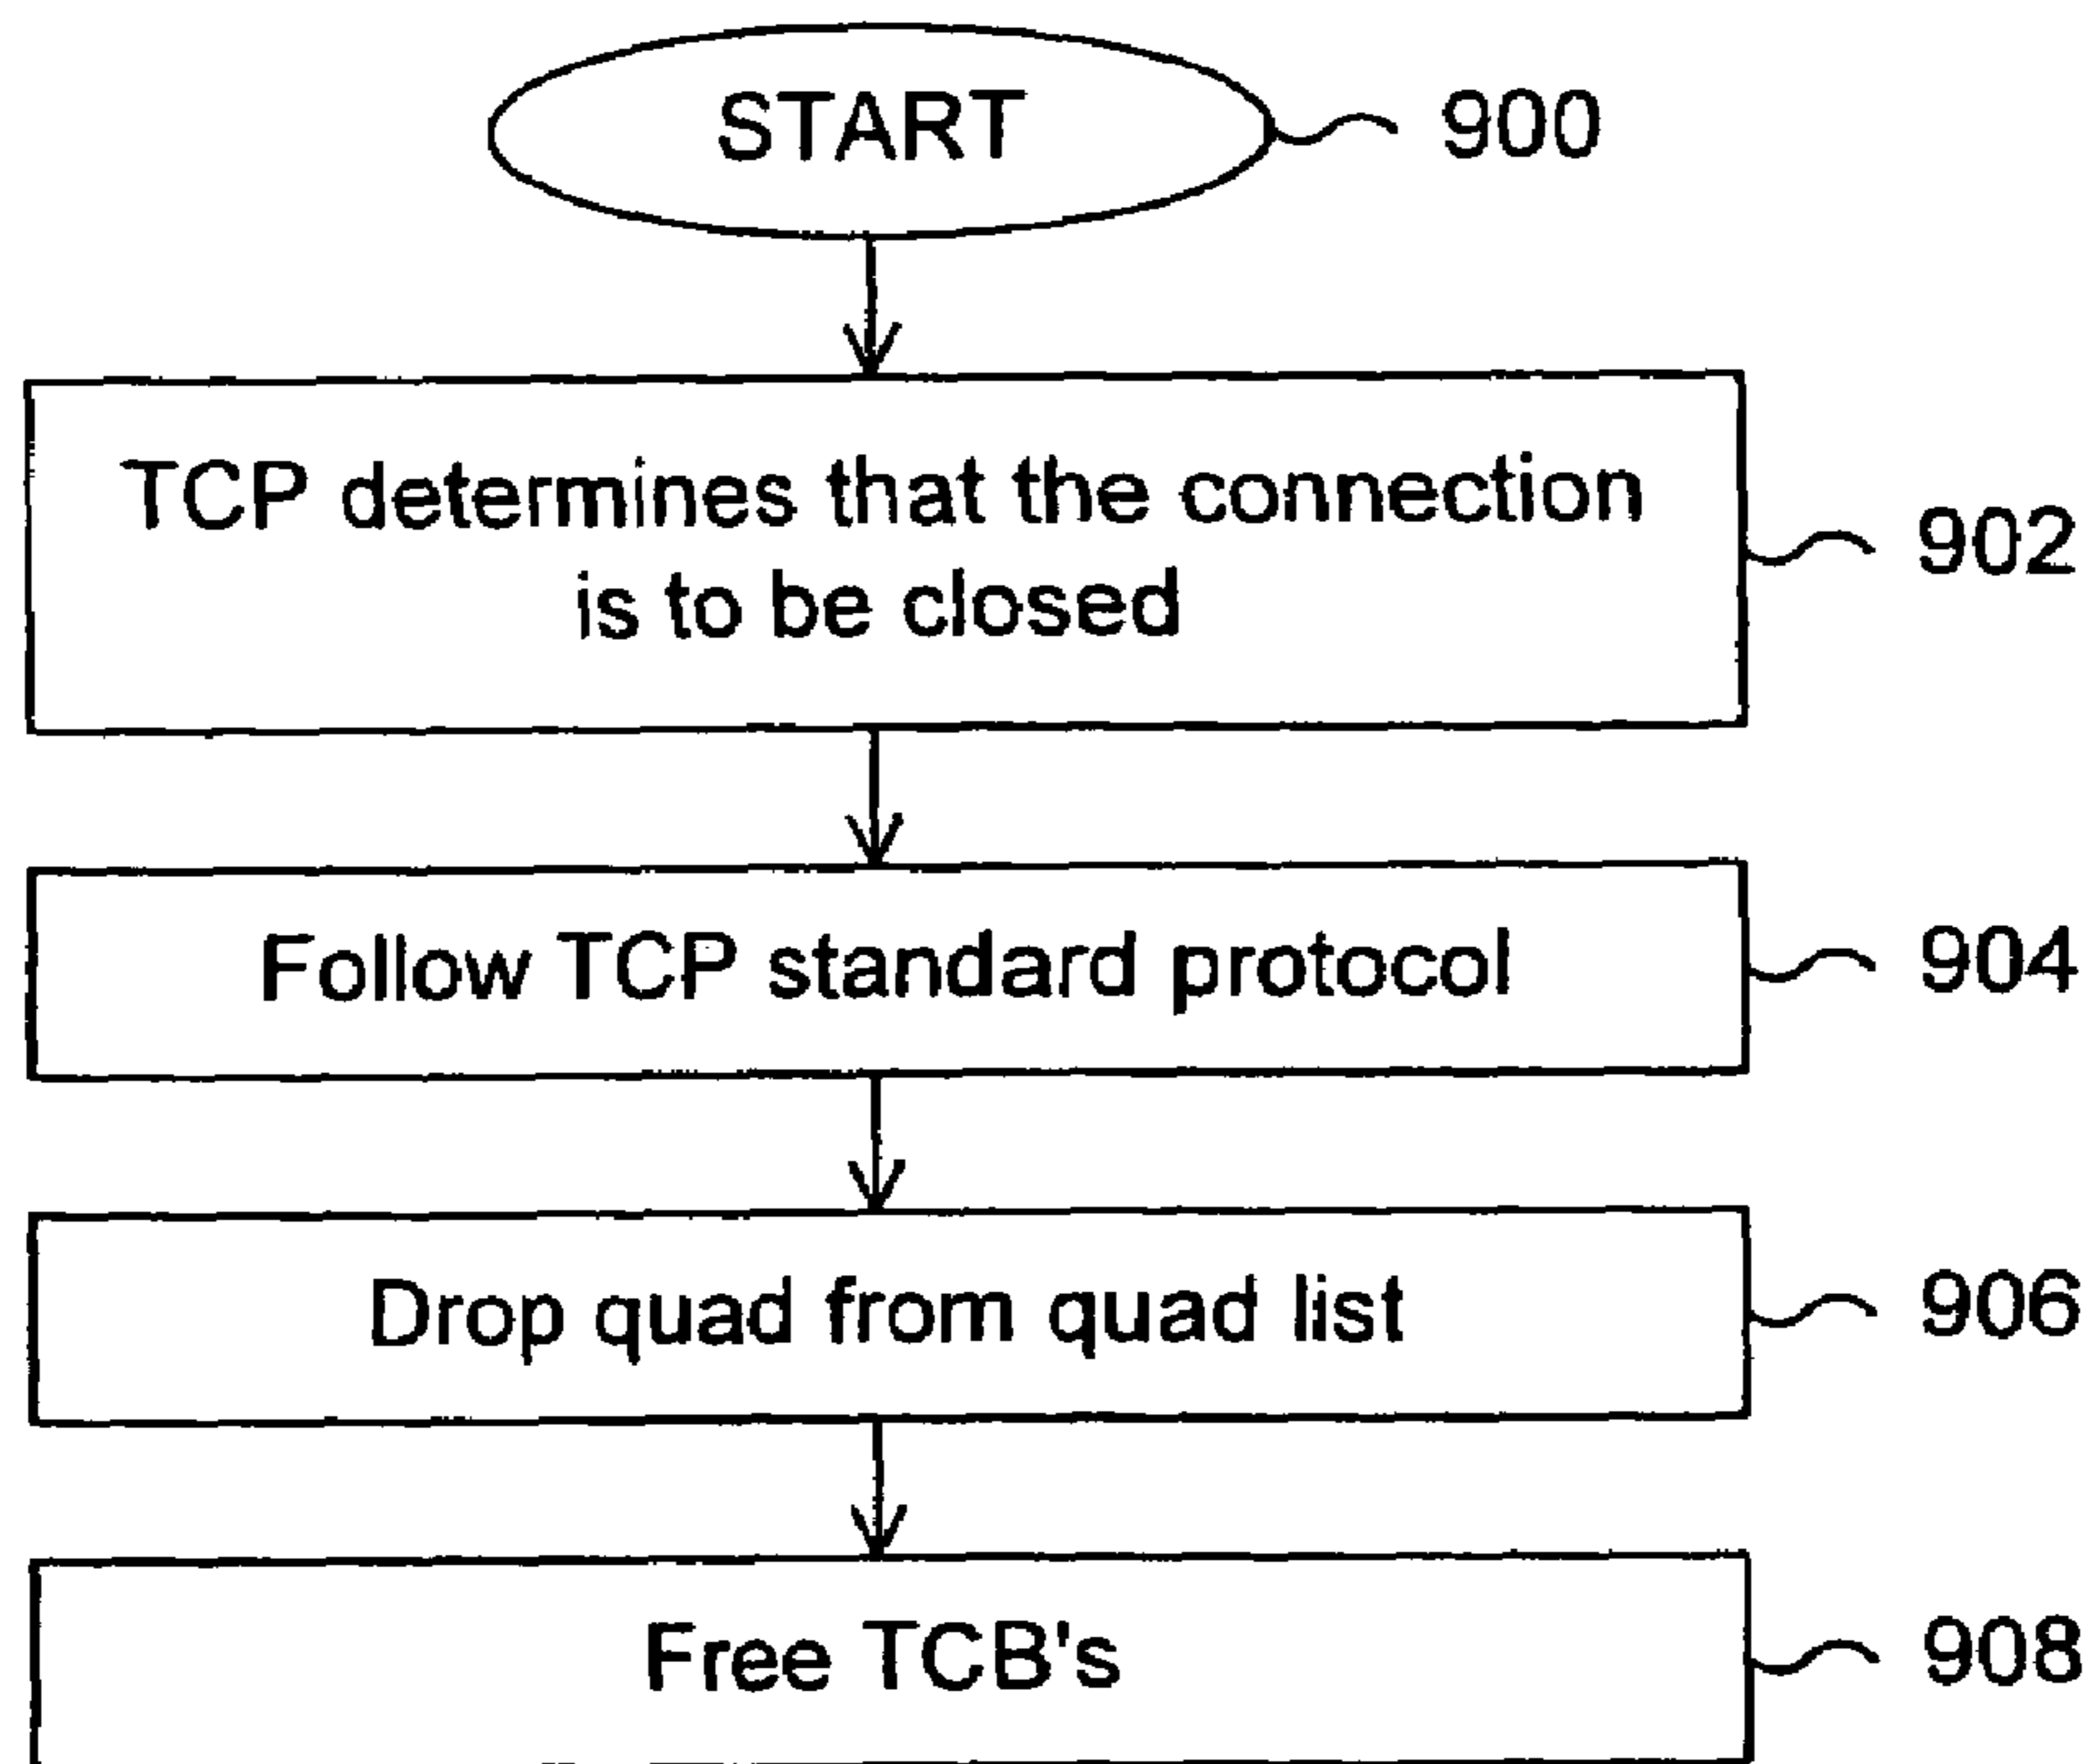 START
900
TCP determines that the connection
is to be closed
902
Follow TCP standard protocol
904
Drop quad from quad list
906
Free TCB's
908